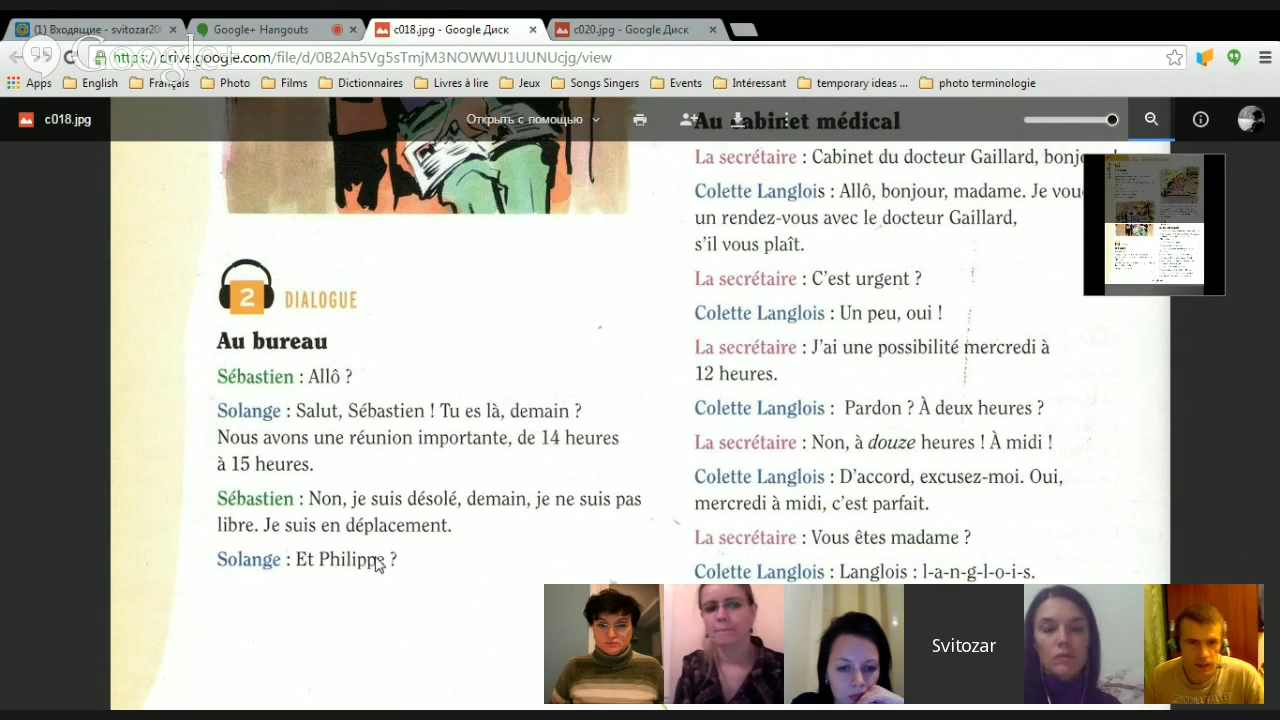 (1) Входящие - svitozar20
Google+ Hangouts
c018.jpg - Google Диск
c020.jpg - Google Диск
Google+
https://drive.google.com/file/d/0B2Ah5Vg5sTmjM3NOWWU1UUNUcjg/view
Apps
English
Français
Photo
Films
Dictionnaires
Livres à lire
Jeux
Songs Singers
Events
Intéressant
temporary ideas ...
photo terminologie
c018.jpg
Открыть с помощью
2 DIALOGUE
Au bureau
Sébastien : Allô ?
Solange : Salut, Sébastien ! Tu es là, demain ?
Nous avons une réunion importante, de 14 heures
à 15 heures.
Sébastien : Non, je suis désolé, demain, je ne suis pas
libre. Je suis en déplacement.
Solange : Et Philippe ?
Au cabinet médical
La secrétaire : Cabinet du docteur Gaillard,
Colette Langlois : Allô, bonjour, madame. Je
un rendez-vous avec le docteur Gaillard,
s'il vous plaît.
La secrétaire : C'est urgent ?
Colette Langlois : Un peu, oui !
La secrétaire : J'ai une possibilité mercredi à
12 heures.
Colette Langlois : Pardon ? À deux heures ?
La secrétaire : Non, à douze heures ! À midi !
Colette Langlois : D'accord, excusez-moi. Oui,
mercredi à midi, c'est parfait.
La secrétaire : Vous êtes madame ?
Colette Langlois : Langlois : l-a-n-g-l-o-i-s.
Svitozar